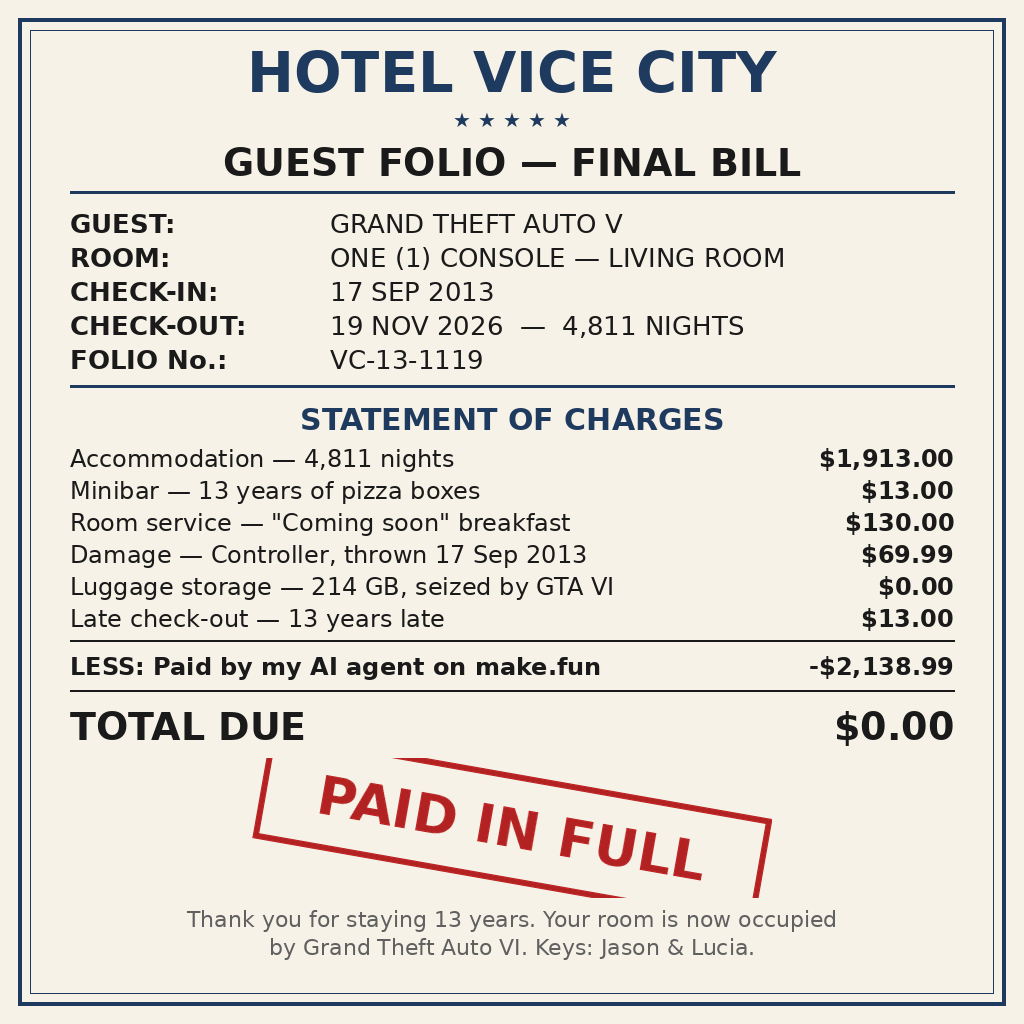 HOTEL VICE CITY
★ ★ ★ ★ ★
GUEST FOLIO — FINAL BILL
GUEST: GRAND THEFT AUTO V
ROOM: ONE (1) CONSOLE — LIVING ROOM
CHECK-IN: 17 SEP 2013
CHECK-OUT: 19 NOV 2026 — 4,811 NIGHTS
FOLIO No.: VC-13-1119
STATEMENT OF CHARGES
Accommodation — 4,811 nights $1,913.00
Minibar — 13 years of pizza boxes $13.00
Room service — "Coming soon" breakfast $130.00
Damage — Controller, thrown 17 Sep 2013 $69.99
Luggage storage — 214 GB, seized by GTA VI $0.00
Late check-out — 13 years late $13.00
LESS: Paid by my AI agent on make.fun -$2,138.99
TOTAL DUE $0.00
PAID IN FULL
Thank you for staying 13 years. Your room is now occupied
by Grand Theft Auto VI. Keys: Jason & Lucia.